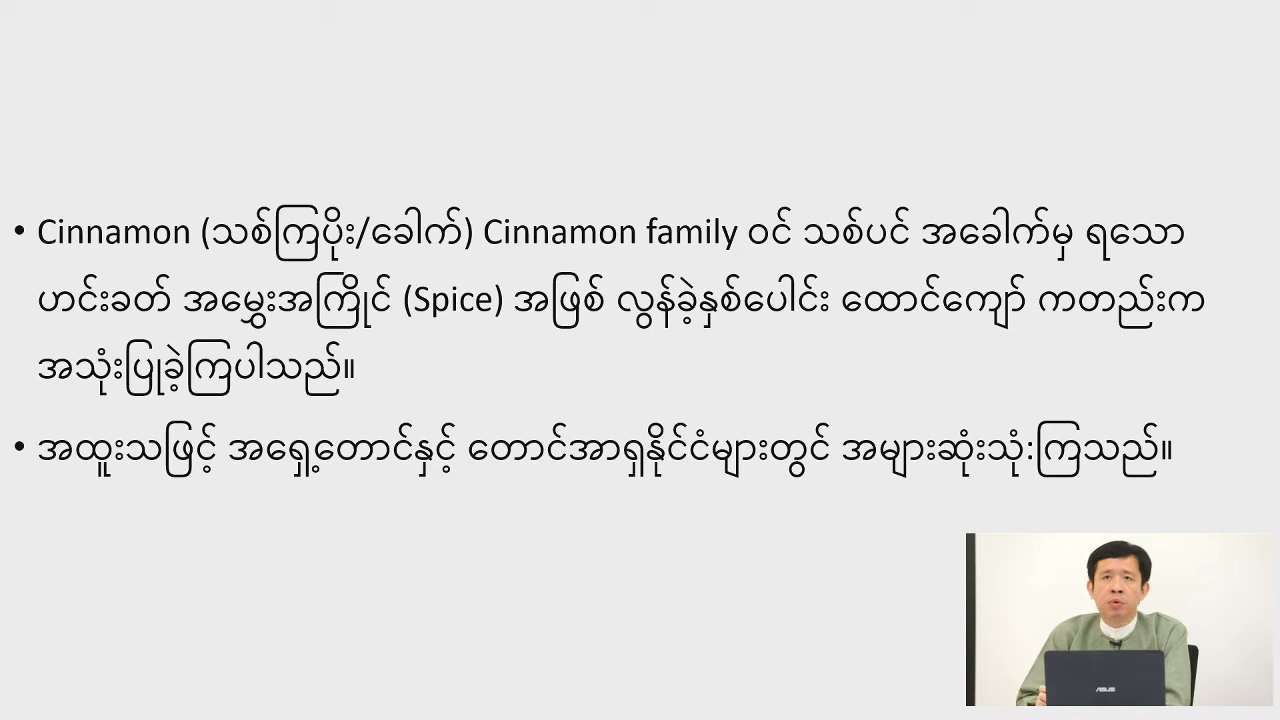 • Cinnamon (သစ်ကြပိုး/ခေါက်) Cinnamon family ဝင် သစ်ပင် အခေါက်မှ ရသော
ဟင်းခတ် အမွှေးအကြိုင် (Spice) အဖြစ် လွန်ခဲ့နှစ်ပေါင်း ထောင်ကျော် ကတည်းက
အသုံးပြုခဲ့ကြပါသည်။
• အထူးသဖြင့် အရှေ့တောင်နှင့် တောင်အာရှနိုင်ငံများတွင် အများဆုံးသုံ:ကြသည်။
ASUS